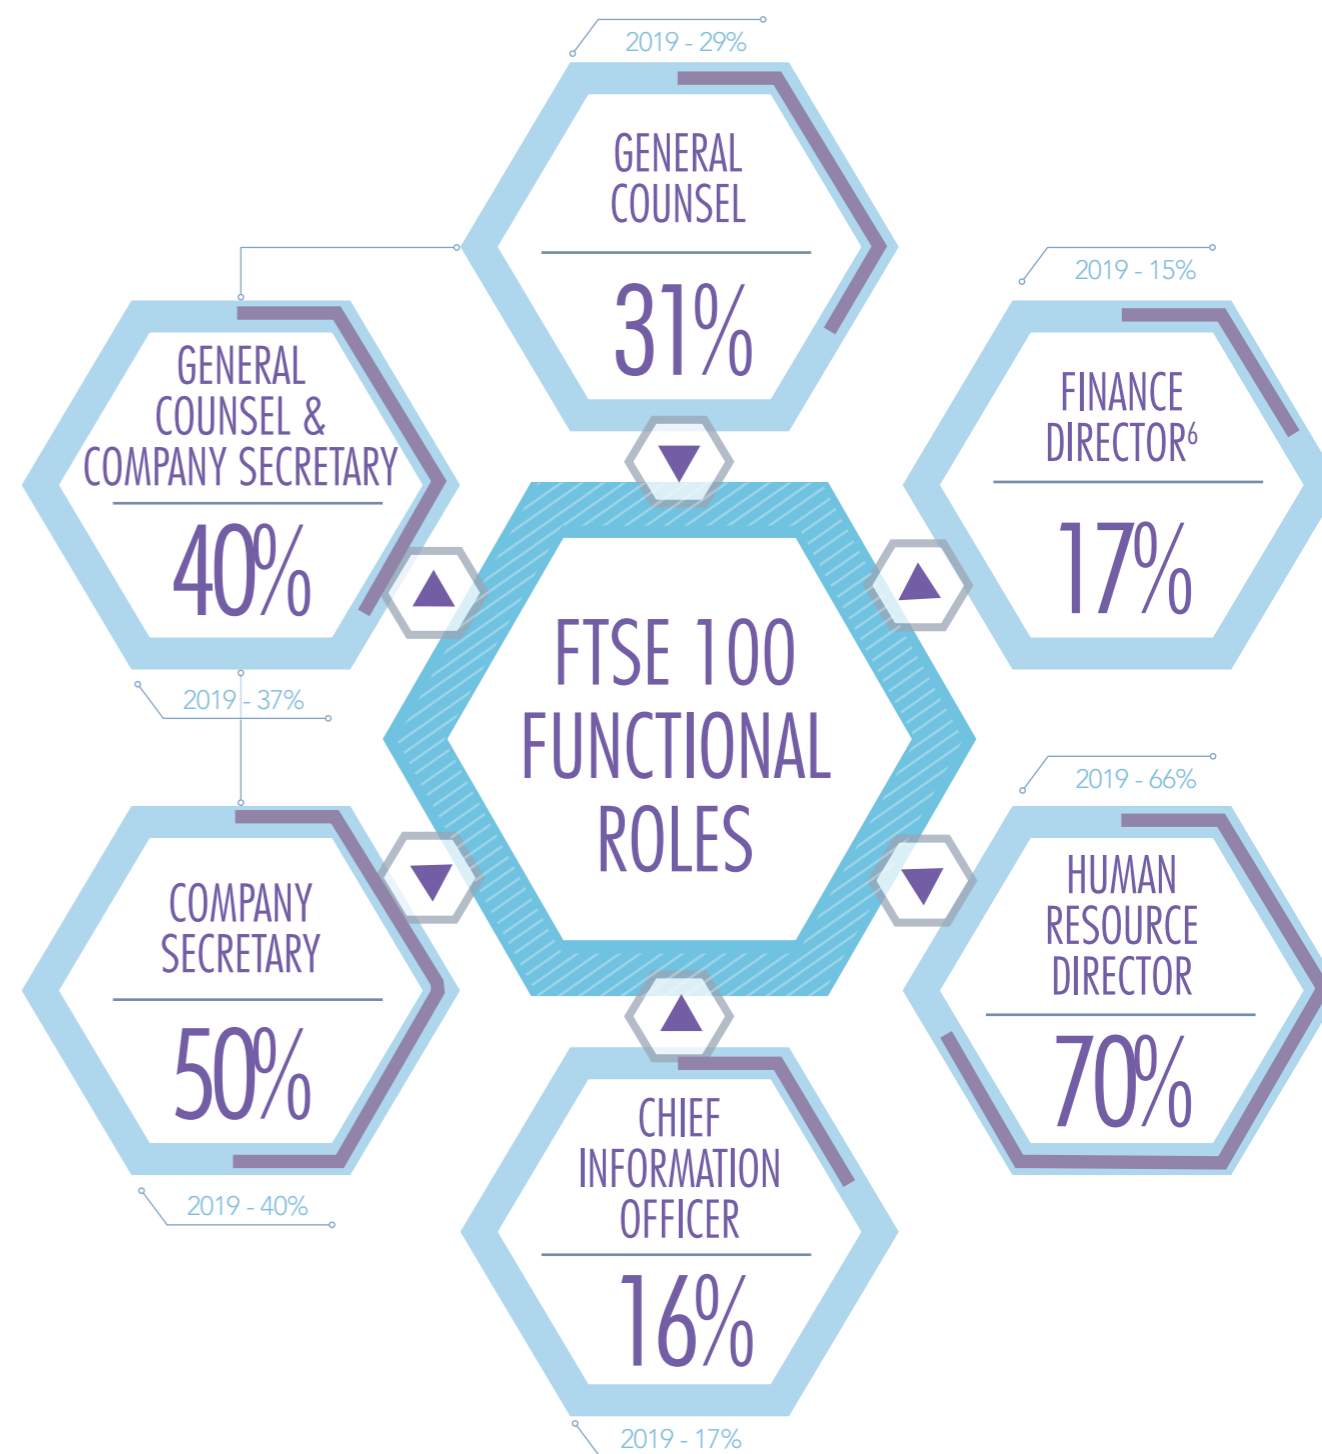 2019 - 29%
GENERAL
COUNSEL
31%
2019 - 15%
FINANCE
DIRECTOR⁶
17%
GENERAL
COUNSEL &
COMPANY SECRETARY
40%
2019 - 37%
FTSE 100
FUNCTIONAL
ROLES
2019 - 66%
HUMAN
RESOURCE
DIRECTOR
70%
COMPANY
SECRETARY
50%
2019 - 40%
CHIEF
INFORMATION
OFFICER
16%
2019 - 17%